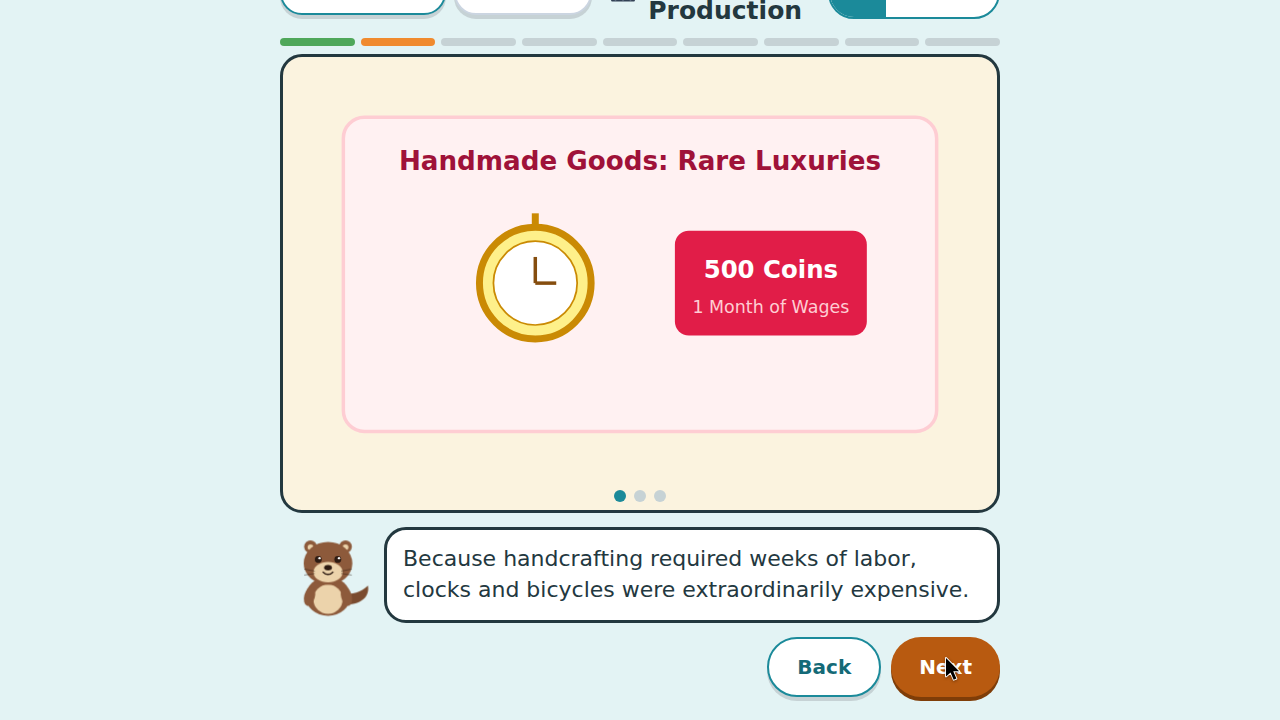 Production
Handmade Goods: Rare Luxuries
500 Coins
1 Month of Wages
Because handcrafting required weeks of labor,
clocks and bicycles were extraordinarily expensive.
Back
Next